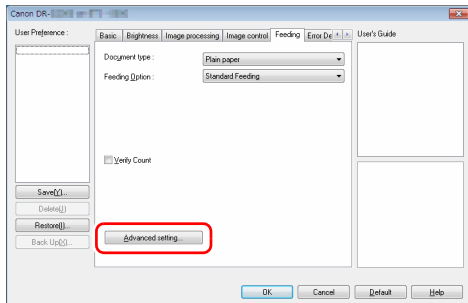 Canon DR-
User Preference :
Basic Brightness Image processing Image control Feeding Error De
User's Guide
Document type :
Plain paper
Feeding Option :
Standard Feeding
Verify Count
Save(Y)...
Delete(J)
Restore(I)...
Back Up(X)...
Advanced setting...
OK Cancel Default Help